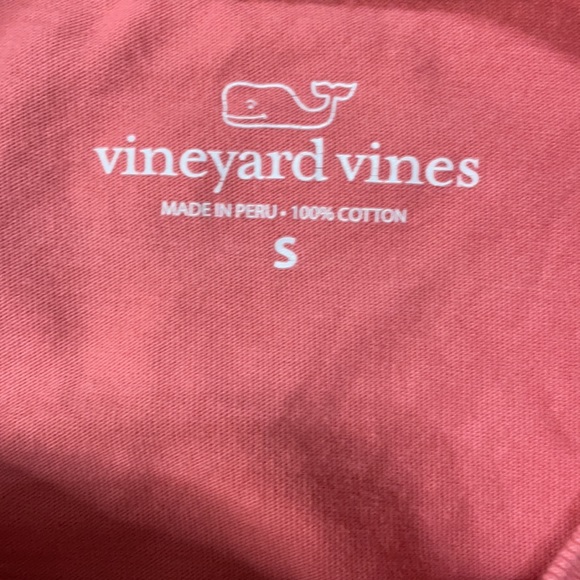 vineyard vines
MADE IN PERU • 100% COTTON
S